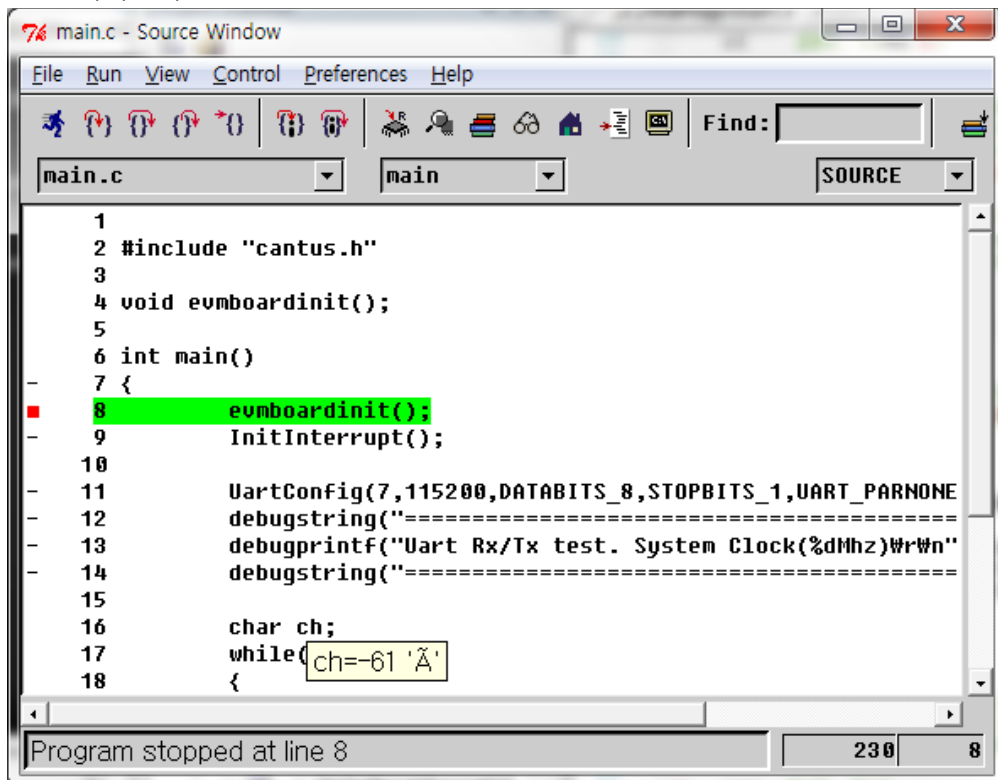 main.c - Source Window
File Run View Control Preferences Help
Find:
main.c main SOURCE
1
2 #include "cantus.h"
3
4 void evmboardinit();
5
6 int main()
7 {
8 evmboardinit();
9 InitInterrupt();
10
11 UartConfig(7,115200,DATABITS_8,STOPBITS_1,UART_PARNONE
12 debugstring("=========================================
13 debugprintf("Uart Rx/Tx test. System Clock(%dMhz)₩r₩n"
14 debugstring("=========================================
15
16 char ch;
17 while(
ch=-61 'Ã'
18 {
Program stopped at line 8 230 8